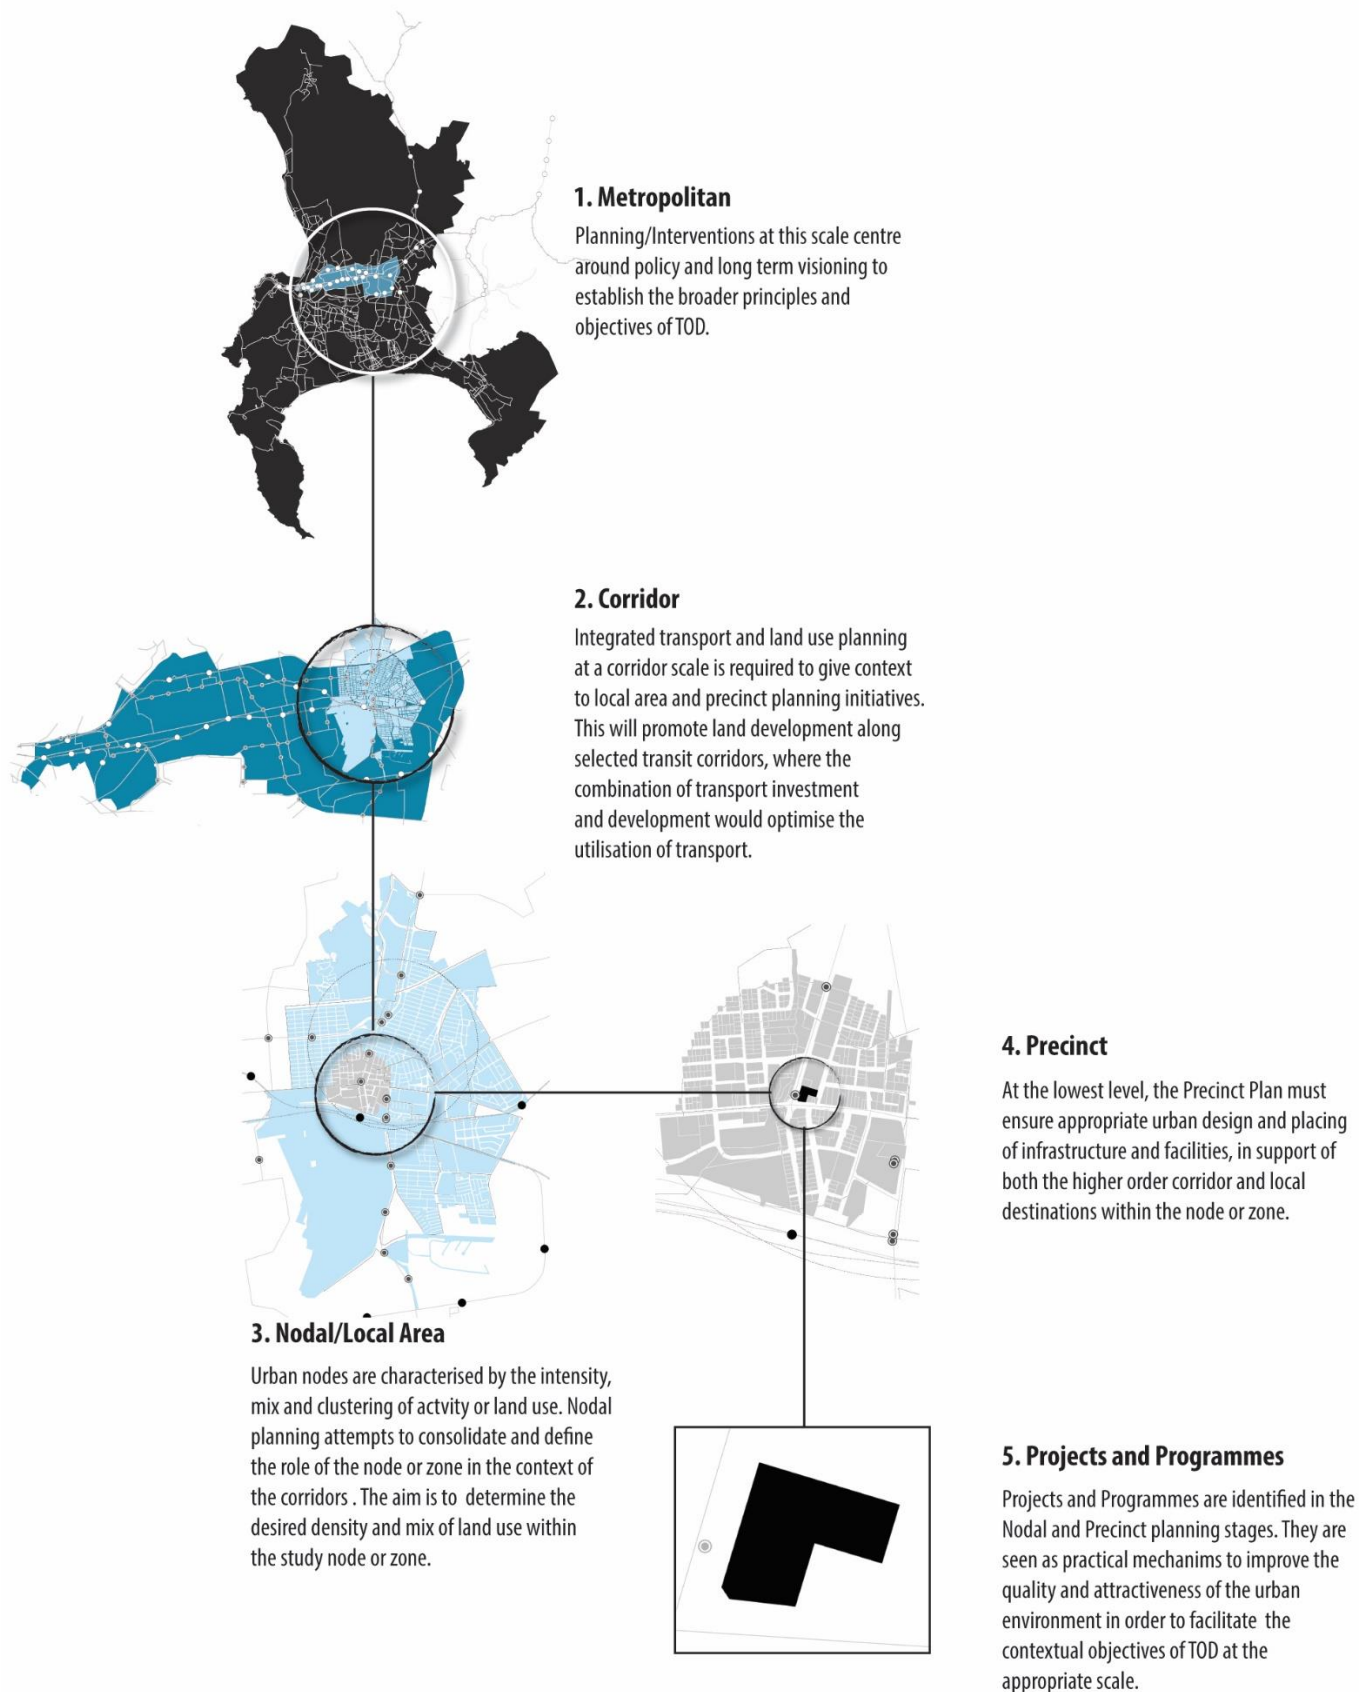 1. Metropolitan
Planning/Interventions at this scale centre
around policy and long term visioning to
establish the broader principles and
objectives of TOD.
2. Corridor
Integrated transport and land use planning
at a corridor scale is required to give context
to local area and precinct planning initiatives.
This will promote land development along
selected transit corridors, where the
combination of transport investment
and development would optimise the
utilisation of transport.
3. Nodal/Local Area
Urban nodes are characterised by the intensity,
mix and clustering of actvity or land use. Nodal
planning attempts to consolidate and define
the role of the node or zone in the context of
the corridors . The aim is to  determine the
desired density and mix of land use within
the study node or zone.
4. Precinct
At the lowest level, the Precinct Plan must
ensure appropriate urban design and placing
of infrastructure and facilities, in support of
both the higher order corridor and local
destinations within the node or zone.
5. Projects and Programmes
Projects and Programmes are identified in the
Nodal and Precinct planning stages. They are
seen as practical mechanims to improve the
quality and attractiveness of the urban
environment in order to facilitate  the
contextual objectives of TOD at the
appropriate scale.